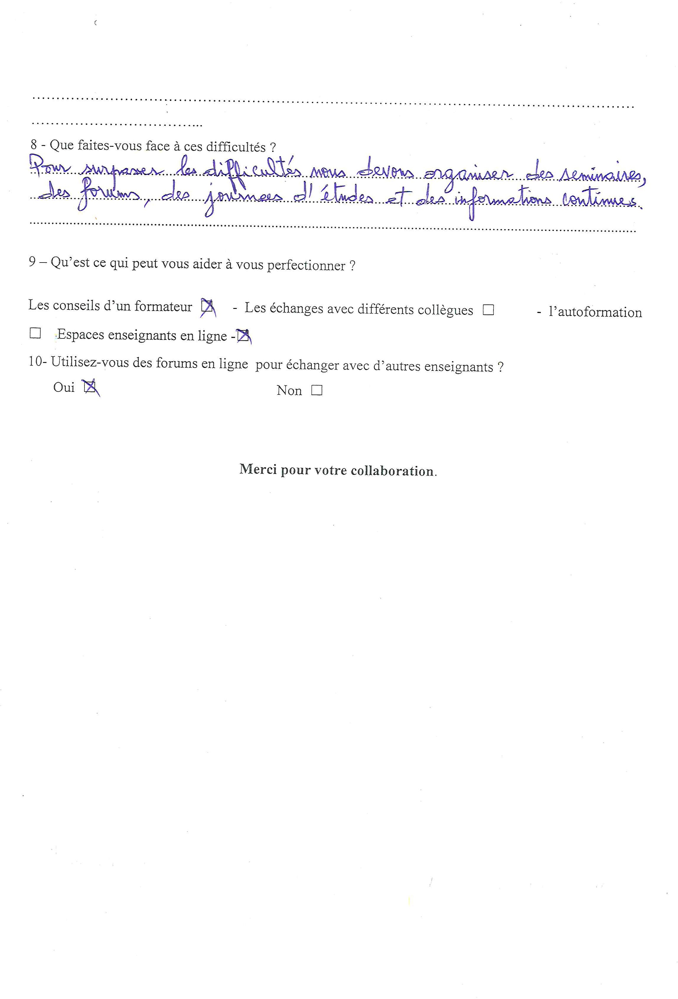 ........................................................................................................................
.....................................
8 - Que faites-vous face à ces difficultés ?
Pour surpasser les difficultés nous devons organiser des seminaires,
des forums, des journees d'études et des informations continues.
........................................................................................................................
9 – Qu’est ce qui peut vous aider à vous perfectionner ?
Les conseils d’un formateur ☒ - Les échanges avec différents collègues ☐ - l’autoformation
☐ Espaces enseignants en ligne -☒
10- Utilisez-vous des forums en ligne pour échanger avec d’autres enseignants ?
Oui ☒ Non ☐
Merci pour votre collaboration.